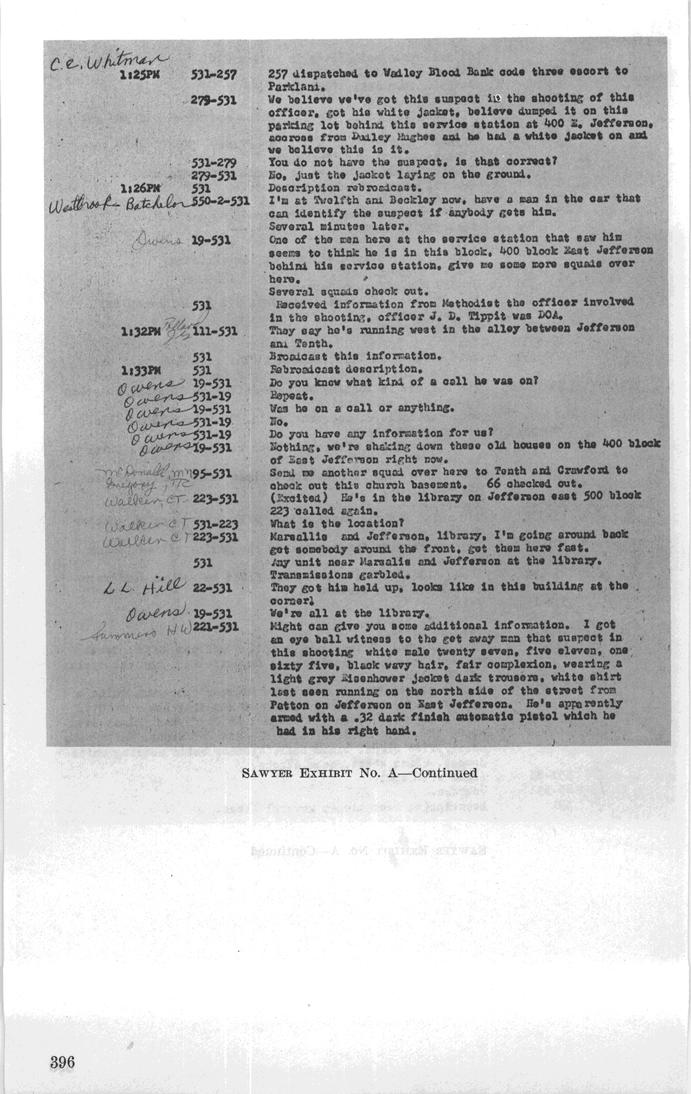 C.E. Whitman
1:25PM 531-257 257 dispatched to Wadley Blood Bank code three escort to
Parkland.
279-531 We believe we've got this suspect in the shooting of this
officer, got his white jacket, believe dumped it on this
parking lot behind this service station at 400 E. Jefferson,
accross from Dudley Hughes and he had a white jacket on and
we believe this is it.
531-279 You do not have the suspect, is that correct?
279-531 No, just the jacket laying on the ground.
1:26PM 531 Description rebroadcast.
Westbrook - Batchelor 550-2-531 I'm at Twelfth and Beckley now, have a man in the car that
can identify the suspect if anybody gets him.
Several minutes later.
Owens 19-531 One of the men here at the service station that saw him
seems to think he is in this block, 400 block East Jefferson
behind his service station, give me some more squads over
here.
Several squads check out.
531 Received information from Methodist the officer involved
in the shooting, officer J. D. Tippit was DOA.
1:32PM 111-531 They say he's running west in the alley between Jefferson
and Tenth.
531 Broadcast this information.
1:33PM 531 Rebroadcast description.
Owens 19-531 Do you know what kind of a call he was on?
Owens 531-19 Repeat.
Owens 19-531 Was he on a call or anything.
Owens 531-19 No.
Owens 531-19 Do you have any information for us?
Owens 19-531 Nothing, we're shaking down these old houses on the 400 block
of East Jefferson right now.
McDonald, MN 95-531 Send me another squad over here to Tenth and Crawford to
Gregory, TC check out this church basement. 66 checked out.
Walker, CT 223-531 (Excited) He's in the library on Jefferson east 500 block
223 called again.
Walker CT 531-223 What is the location?
Walker CT 223-531 Marsallis and Jefferson, library, I'm going around back
get somebody around the front, get them here fast.
531 Any unit near Marsalis and Jefferson at the library.
Transmissions garbled.
L L. Hill 22-531 They got him held up, looks like in this building at the
corner.
Owens 19-531 We're all at the library.
Summers HW 221-531 Might can give you some additional information. I got
an eye ball witness to the get away man that suspect in
this shooting white male twenty seven, five eleven, one
sixty five, black wavy hair, fair complexion, wearing a
light grey Eisenhower jacket dark trousers, white shirt
last seen running on the north side of the street from
Patton on Jefferson on East Jefferson. He's apparently
armed with a .32 dark finish automatic pistol which he
had in his right hand.
SAWYER EXHIBIT No. A—Continued
396